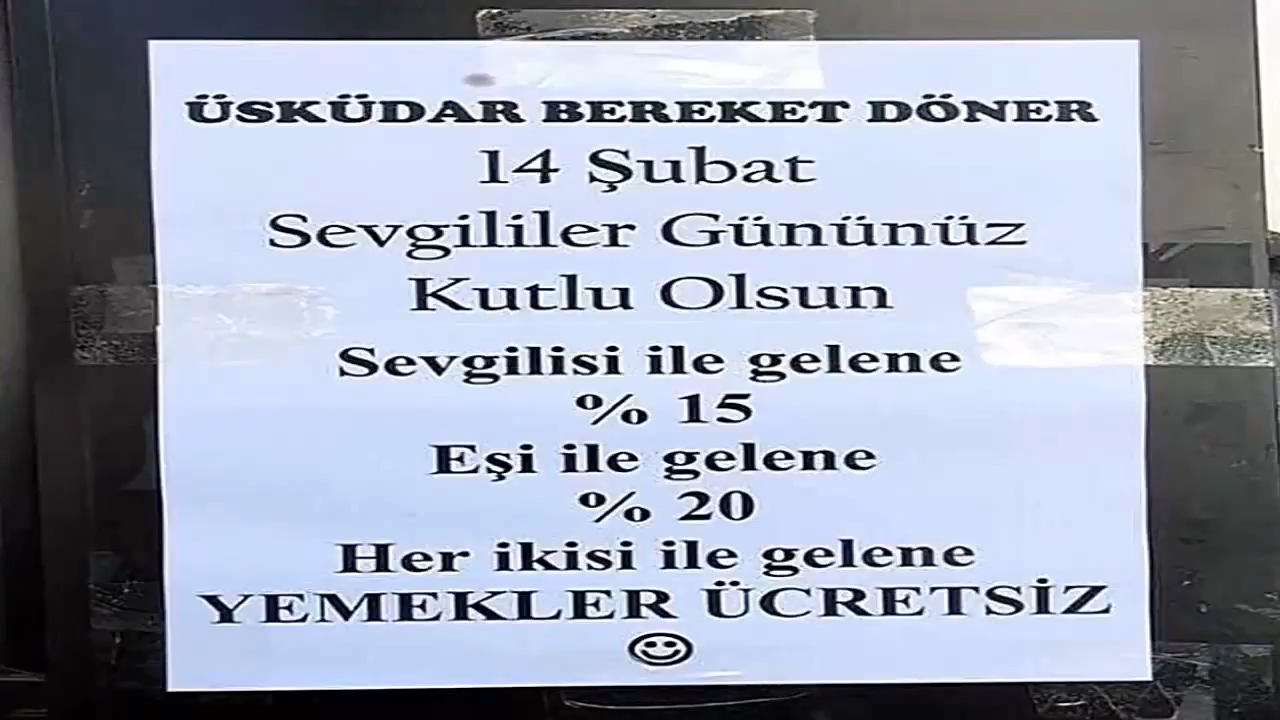 ÜSKÜDAR BEREKET DÖNER
14 Şubat
Sevgililer Gününüz
Kutlu Olsun
Sevgilisi ile gelene
% 15
Eşi ile gelene
% 20
Her ikisi ile gelene
YEMEKLER ÜCRETSİZ